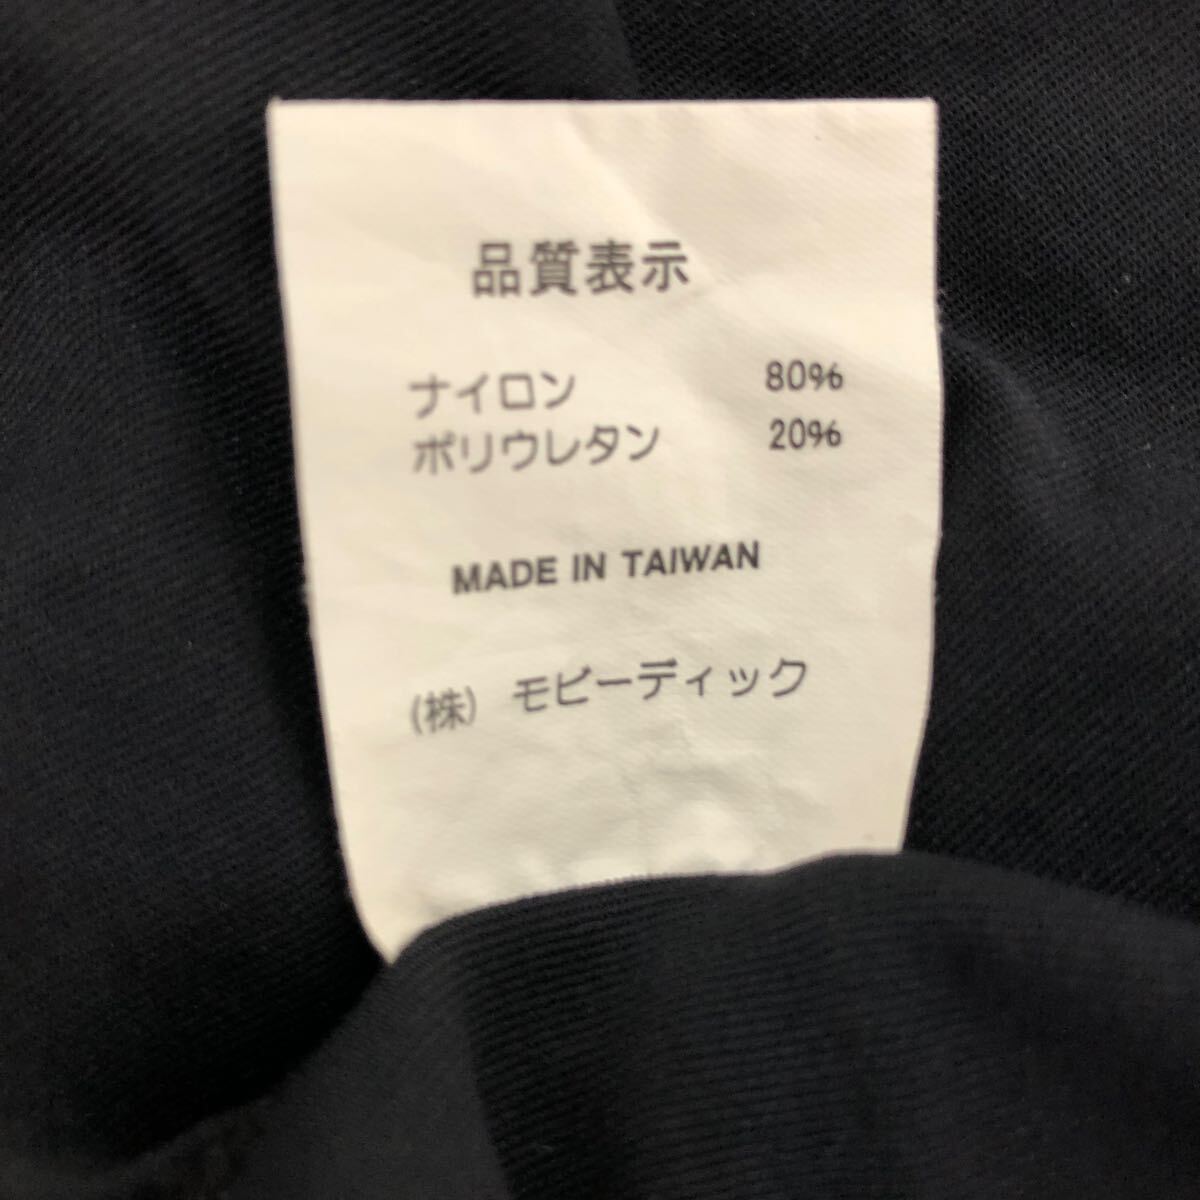 品質表示
ナイロン 80%
ポリウレタン 20%
MADE IN TAIWAN
(株) モビーディック